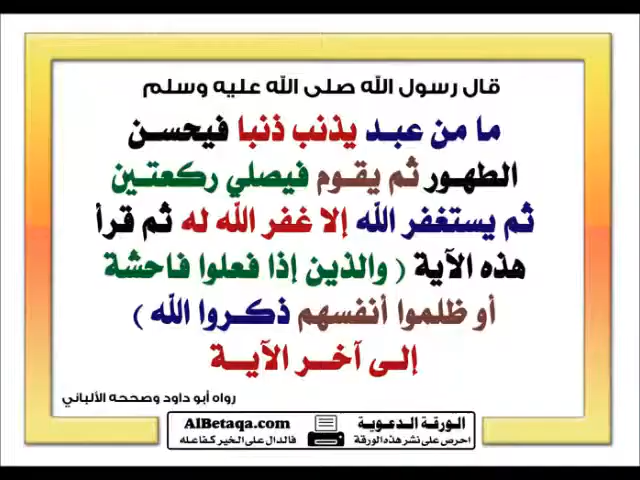 قال رسول الله صلى الله عليه وسلم
ما من عبد يذنب ذنبا فيحسن
الطهور ثم يقوم فيصلي ركعتين
ثم يستغفر الله إلا غفر الله له ثم قرأ
هذه الآية ( والذين إذا فعلوا فاحشة
أو ظلموا أنفسهم ذكروا الله )
إلى آخر الآية
رواه أبو داود وصححه الألباني
الورقة الدعوية
احرص على نشر هذه الورقة
AlBetaqa.com
فالدال على الخير كفاعله